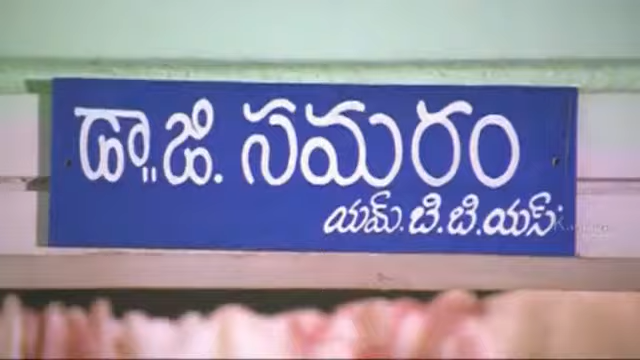 డా,, జి. సమరం
యమ్. బి. బి. యస్.